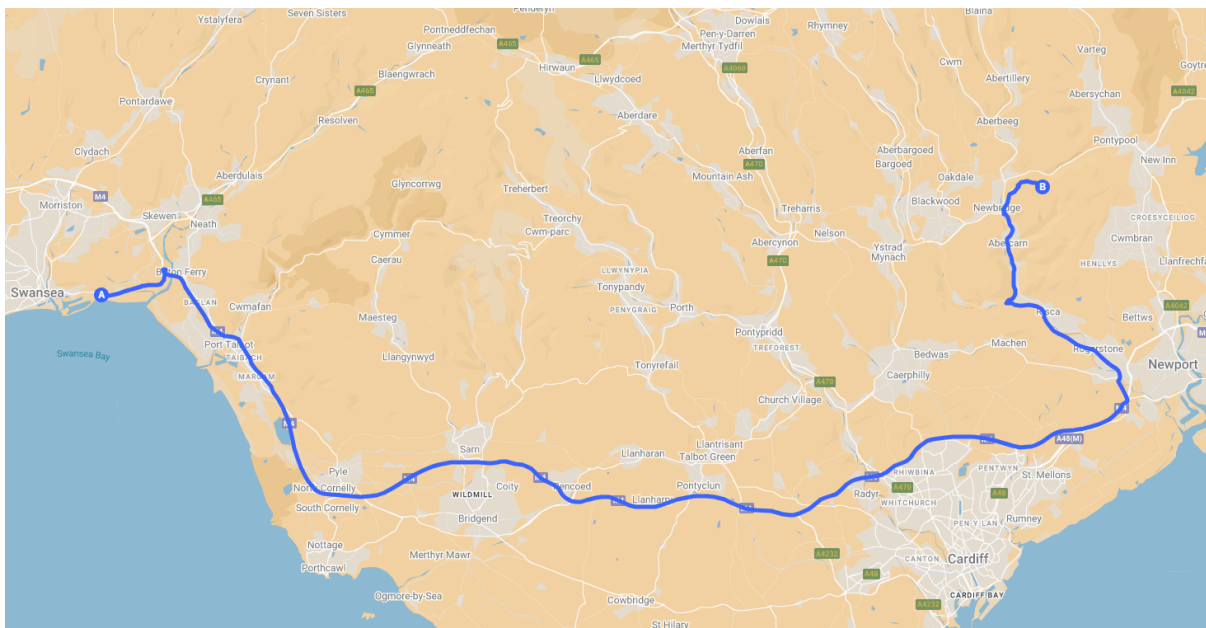 Ystalyfera
Seven Sisters
Pontneddfechan
Penderyn
A465
Dowlais
Pen-y-Darren
Merthyr Tydfil
Rhymney
Blaina
Varteg
Glynneath
Hirwaun
A465
A4060
Cwm
Abertillery
Goytre
Crynant
Blaengwrach
Llwydcoed
Abersychan
A4042
Pontardawe
A465
Resolven
Aberdare
Aberbeeg
Pontypool
Clydach
Aberfan
Aberbargoed
New Inn
Aberdulais
A470
Bargoed
M4
Glyncorrwg
Treherbert
Mountain Ash
Oakdale
B
Morriston
A465
Blackwood
Skewen
Neath
Treorchy
Treharris
Newbridge
CROESYCEILIOG
Cymmer
Cwm-parc
Nelson
Abercynon
Ystrad
Mynach
Abercarn
Cwmbran
Caerau
A470
Llanfrechfa
LLWYNYPIA
HENLLYS
Briton Ferry
Tonypandy
Swansea
A
BAGLAN
Cwmafan
Porth
Risca
A4042
PENYGRAIG
Maesteg
Bettws
Pontypridd
Port Talbot
TREFOREST
Machen
TAIBACH
Swansea Bay
Llangynwyd
Bedwas
Rogerstone
Tonyrefail
Newport
MARGAM
Caerphilly
A470
Church Village
M4
M4
Llantrisant
A48(M)
Sarn
Llanharan
Talbot Green
Pyle
RHIWBINA
PENTWYN
St. Mellons
North Cornelly
Coity
Pencoed
Pontyclun
A470
WILDMILL
Llanharry
Radyr
A48
South Cornelly
WHITCHURCH
Bridgend
Rumney
PEN-Y-LAN
Nottage
Merthyr Mawr
A4232
CANTON
Cardiff
Porthcawl
A48
Ogmore-by-Sea
Cowbridge
CARDIFF BAY
A4232
St Hilary